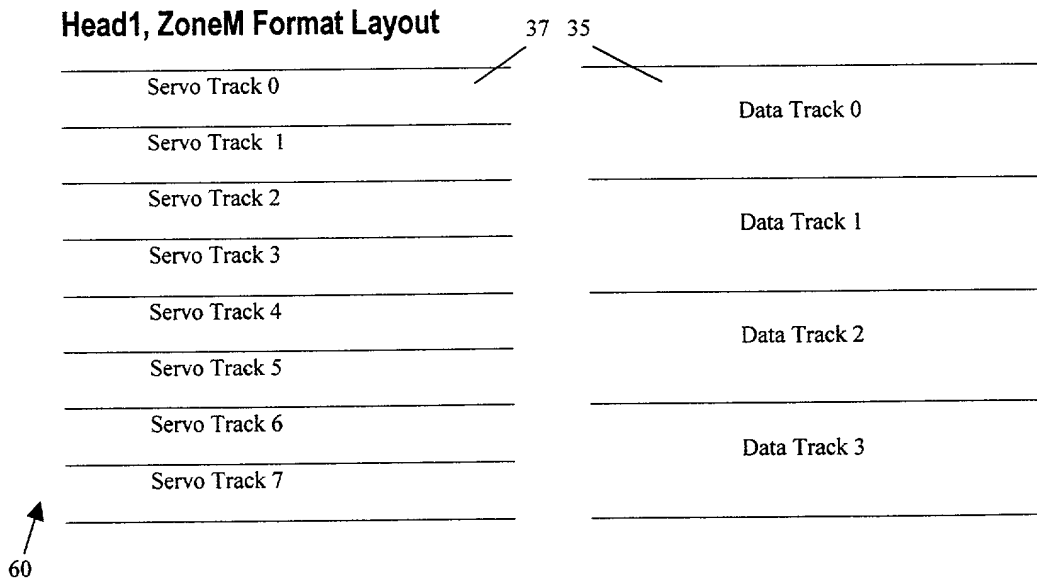 Head1, ZoneM Format Layout
37 35
Servo Track 0
Servo Track 1
Servo Track 2
Servo Track 3
Servo Track 4
Servo Track 5
Servo Track 6
Servo Track 7
Data Track 0
Data Track 1
Data Track 2
Data Track 3
60